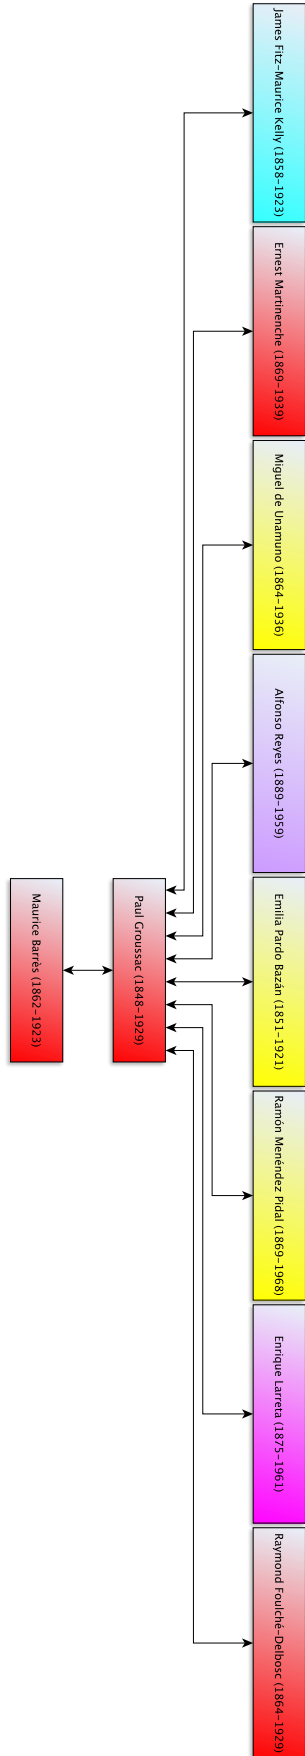 James Fitz-Maurice Kelly (1858-1923)
Ernest Martinenche (1869-1939)
Miguel de Unamuno (1864-1936)
Alfonso Reyes (1889-1959)
Emilia Pardo Bazán (1851-1921)
Ramón Menéndez Pidal (1869-1968)
Enrique Larreta (1875-1961)
Raymond Foulché-Delbosc (1864-1929)
Paul Groussac (1848-1929)
Maurice Barrès (1862-1923)